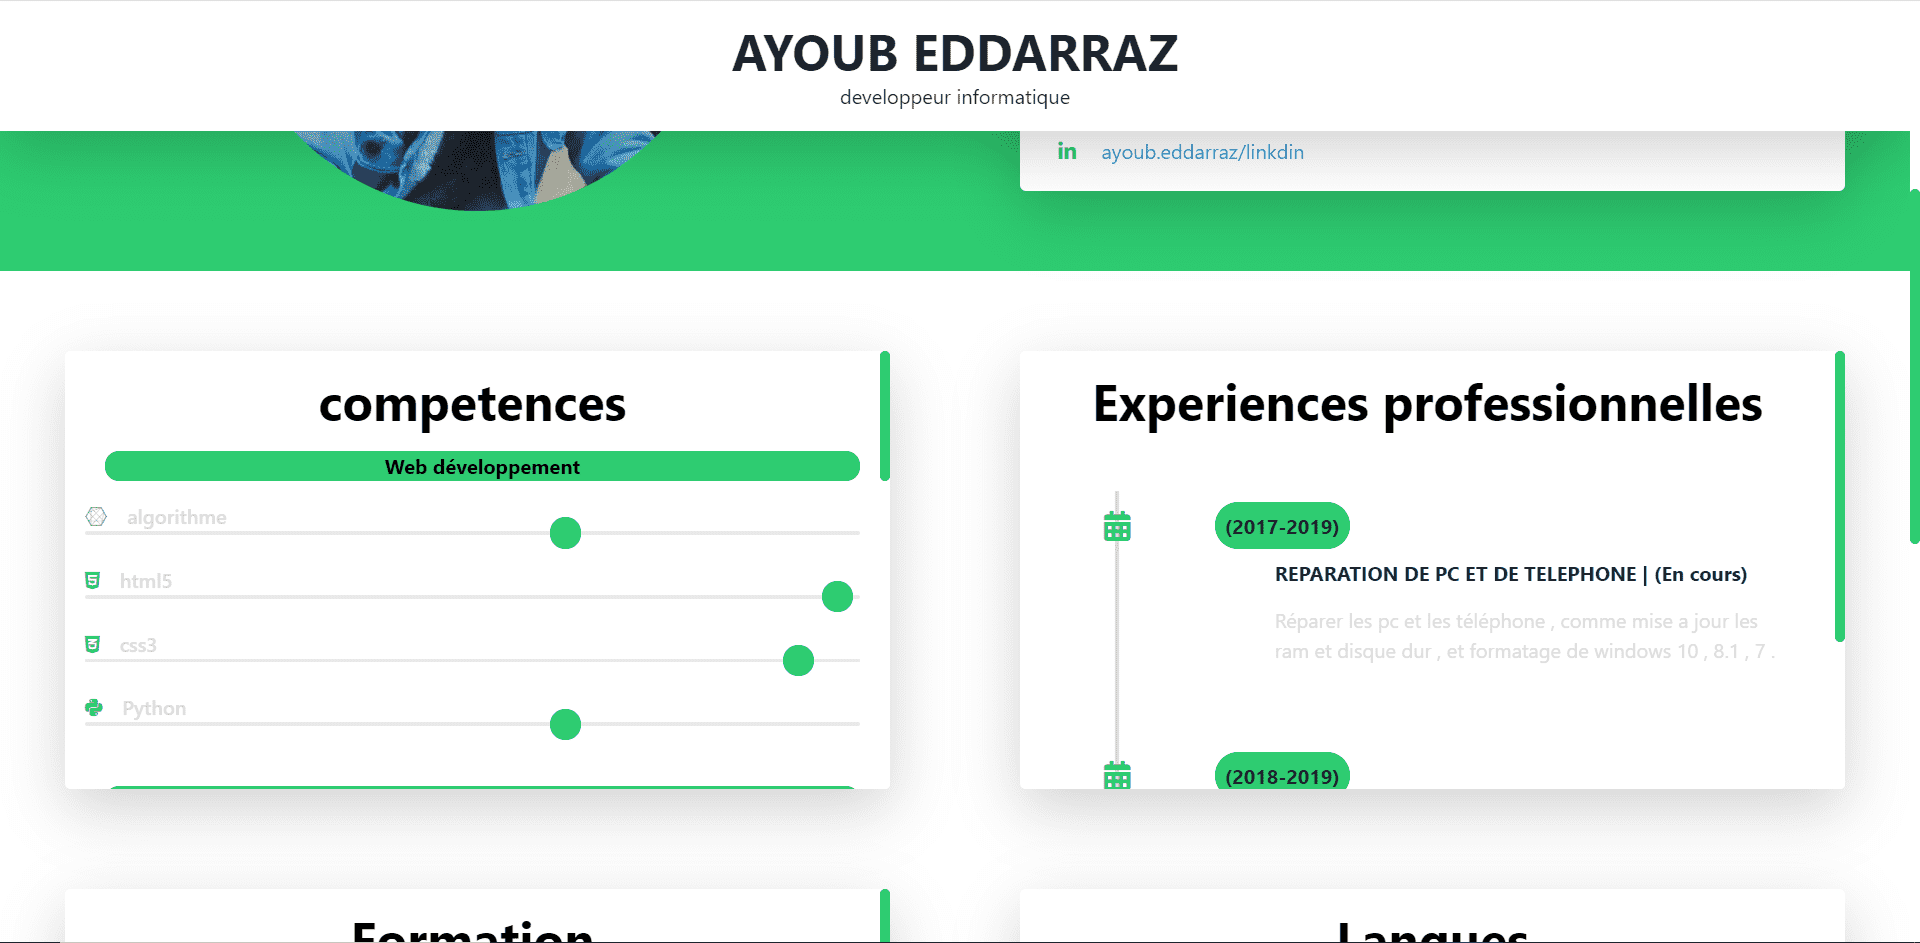 AYOUB EDDARRAZ
developpeur informatique
ayoub.eddarraz/linkdin
competences
Web développement
algorithme
html5
css3
Python
Experiences professionnelles
(2017-2019)
REPARATION DE PC ET DE TELEPHONE | (En cours)
Réparer les pc et les téléphone , comme mise a jour les
ram et disque dur , et formatage de windows 10 , 8.1 , 7 .
(2018-2019)
Formation
Langues